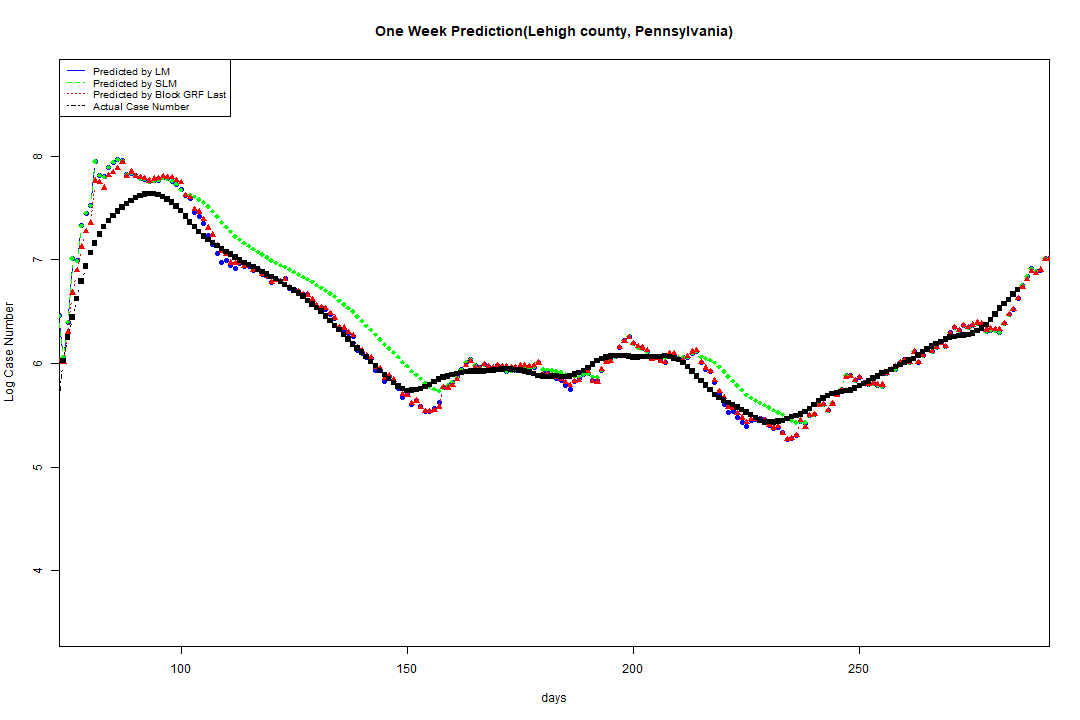 One Week Prediction(Lehigh county, Pennsylvania)
Predicted by LM
Predicted by SLM
Predicted by Block GRF Last
Actual Case Number
8
7
6
5
4
Log Case Number
100 150 200 250
days